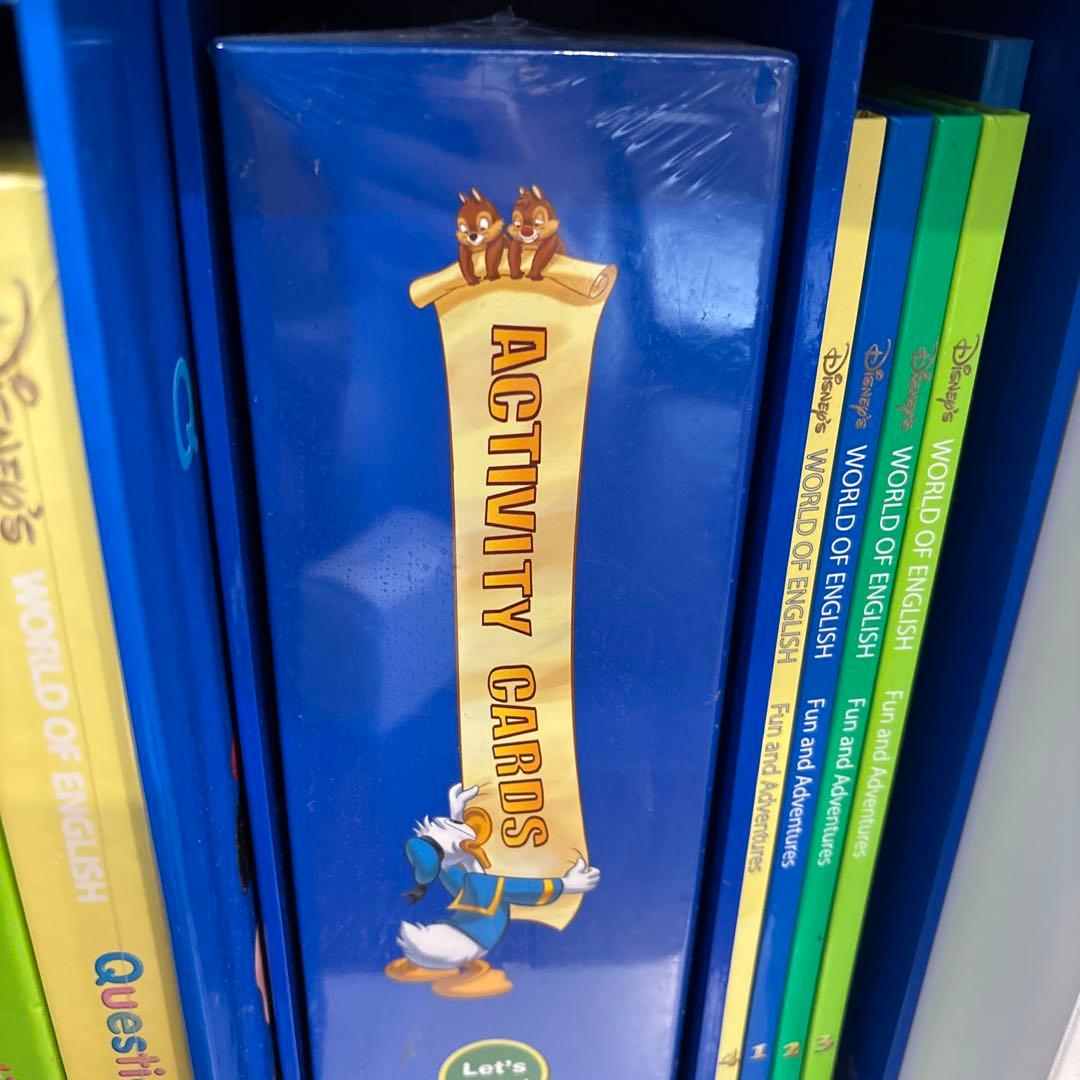 Disney's WORLD OF ENGLISH
ACTIVITY CARDS
Let's
Disney's WORLD OF ENGLISH Fun and Adventures 4
Disney's WORLD OF ENGLISH Fun and Adventures 1
Disney's WORLD OF ENGLISH Fun and Adventures 2
Disney's WORLD OF ENGLISH Fun and Adventures 3